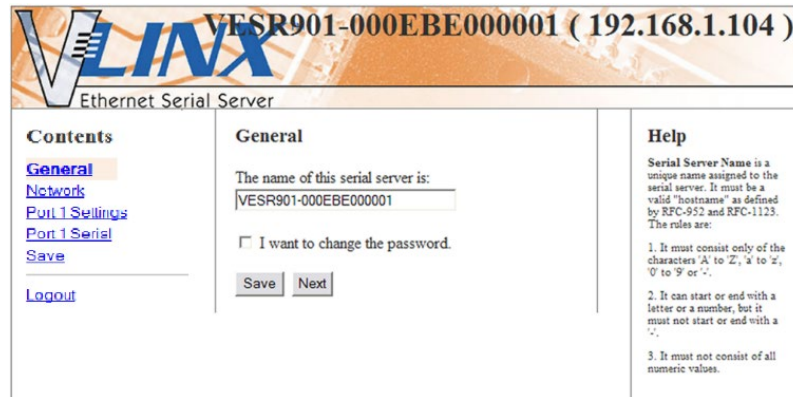 VLINX
VESR901-000EBE000001 ( 192.168.1.104 )
Ethernet Serial Server
Contents
General
Network
Port 1 Settings
Port 1 Serial
Save
Logout
General
The name of this serial server is:
VESR901-000EBE000001
I want to change the password.
Save Next
Help
Serial Server Name is a
unique name assigned to the
serial server. It must be a
valid "hostname" as defined
by RFC-952 and RFC-1123.
The rules are:
1. It must consist only of the
characters 'A' to 'Z', 'a' to 'z',
'0' to '9' or '-'.
2. It can start or end with a
letter or a number, but it
must not start or end with a
'-'.
3. It must not consist of all
numeric values.